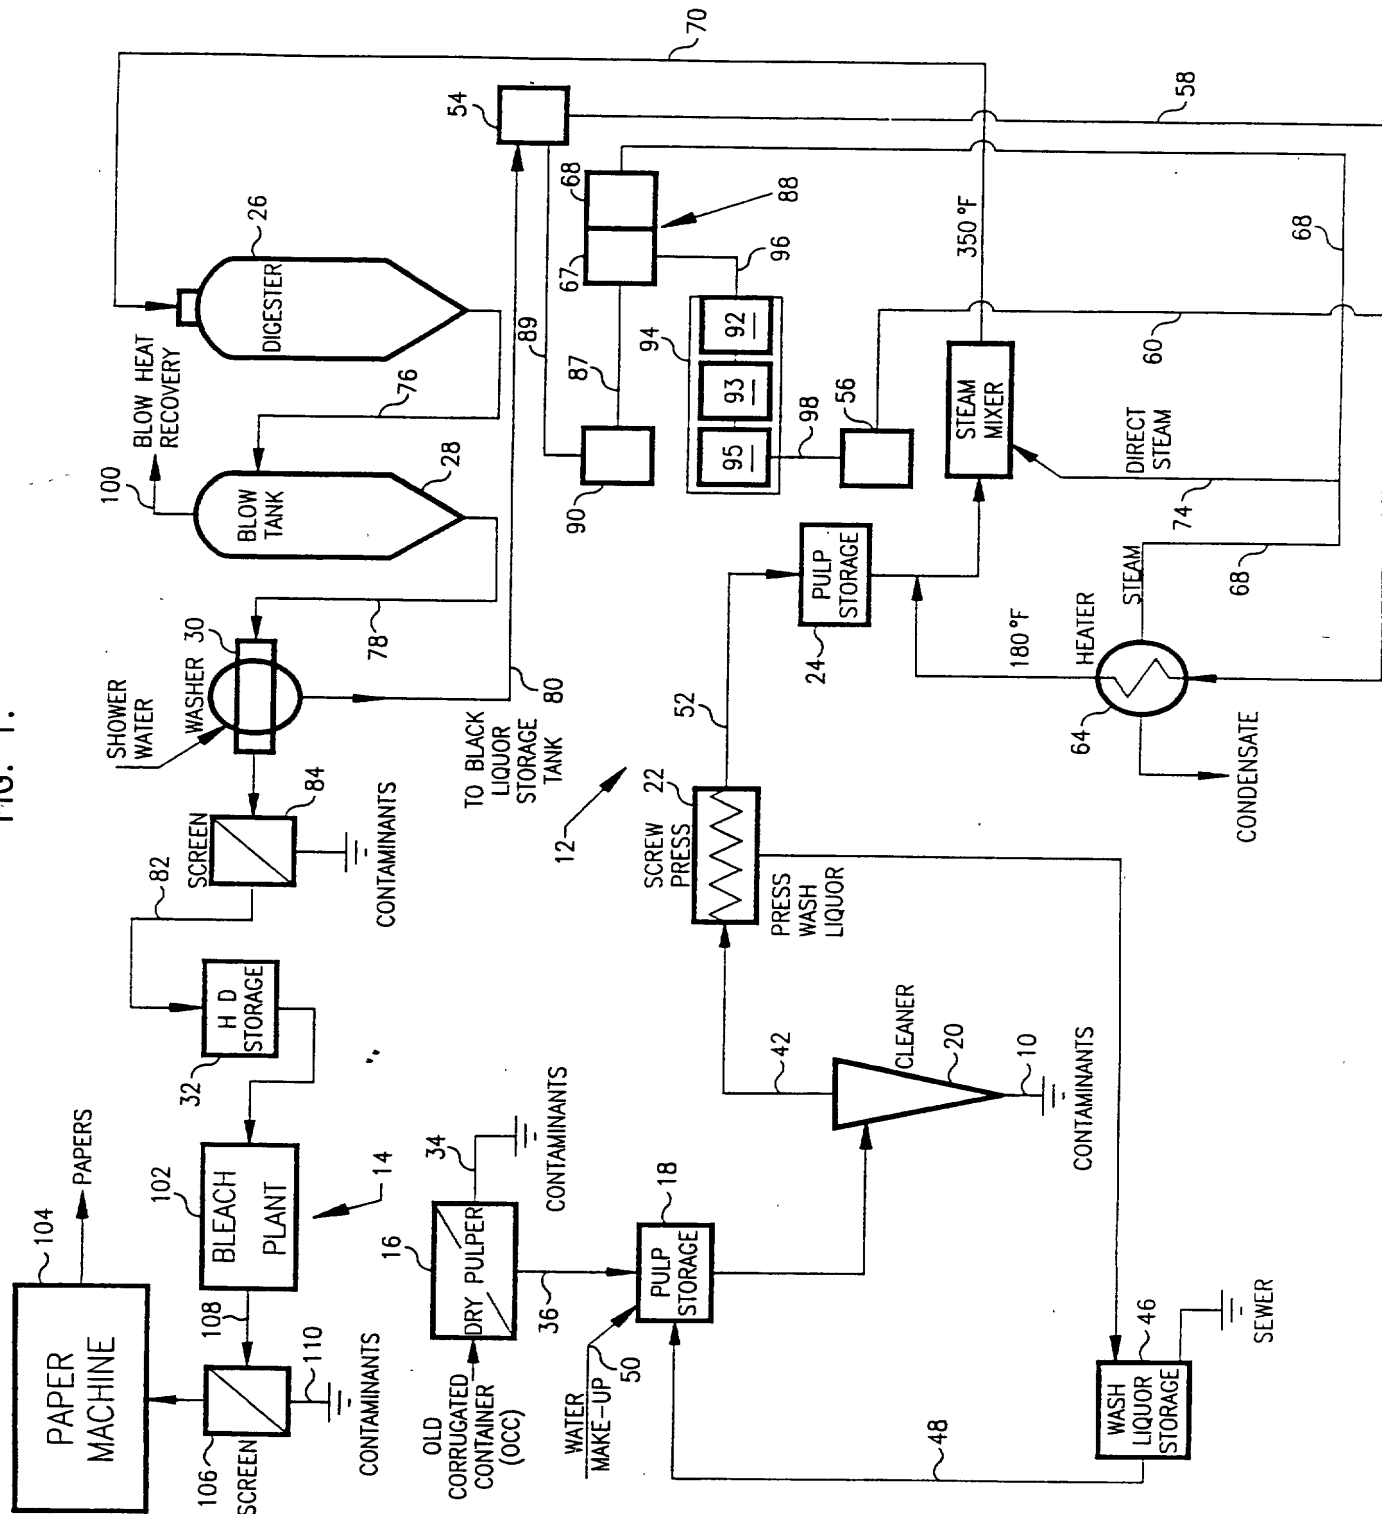 FIG. 1.
70
54
58
26
DIGESTER
68
67
88
BLOW HEAT
RECOVERY
76
89
87
96
94
92
93
95
350 °F
68
60
100
BLOW
TANK
28
90
98
56
STEAM
MIXER
DIRECT
STEAM
74
78
SHOWER
WATER
WASHER 30
80
TO BLACK
LIQUOR
STORAGE
TANK
52
PULP
STORAGE
24
180 °F
HEATER
STEAM
68
64
CONDENSATE
SCREEN
84
CONTAMINANTS
82
12
SCREW
PRESS
22
PRESS
WASH
LIQUOR
H D
STORAGE
32
42
CLEANER
20
10
CONTAMINANTS
PAPERS
102
BLEACH
PLANT
14
34
CONTAMINANTS
104
PAPER
MACHINE
108
16
DRY PULPER
36
18
PULP
STORAGE
106
SCREEN
110
CONTAMINANTS
OLD
CORRUGATED
CONTAINER
(OCC)
WATER
MAKE-UP
50
48
WASH
LIQUOR
STORAGE
46
SEWER